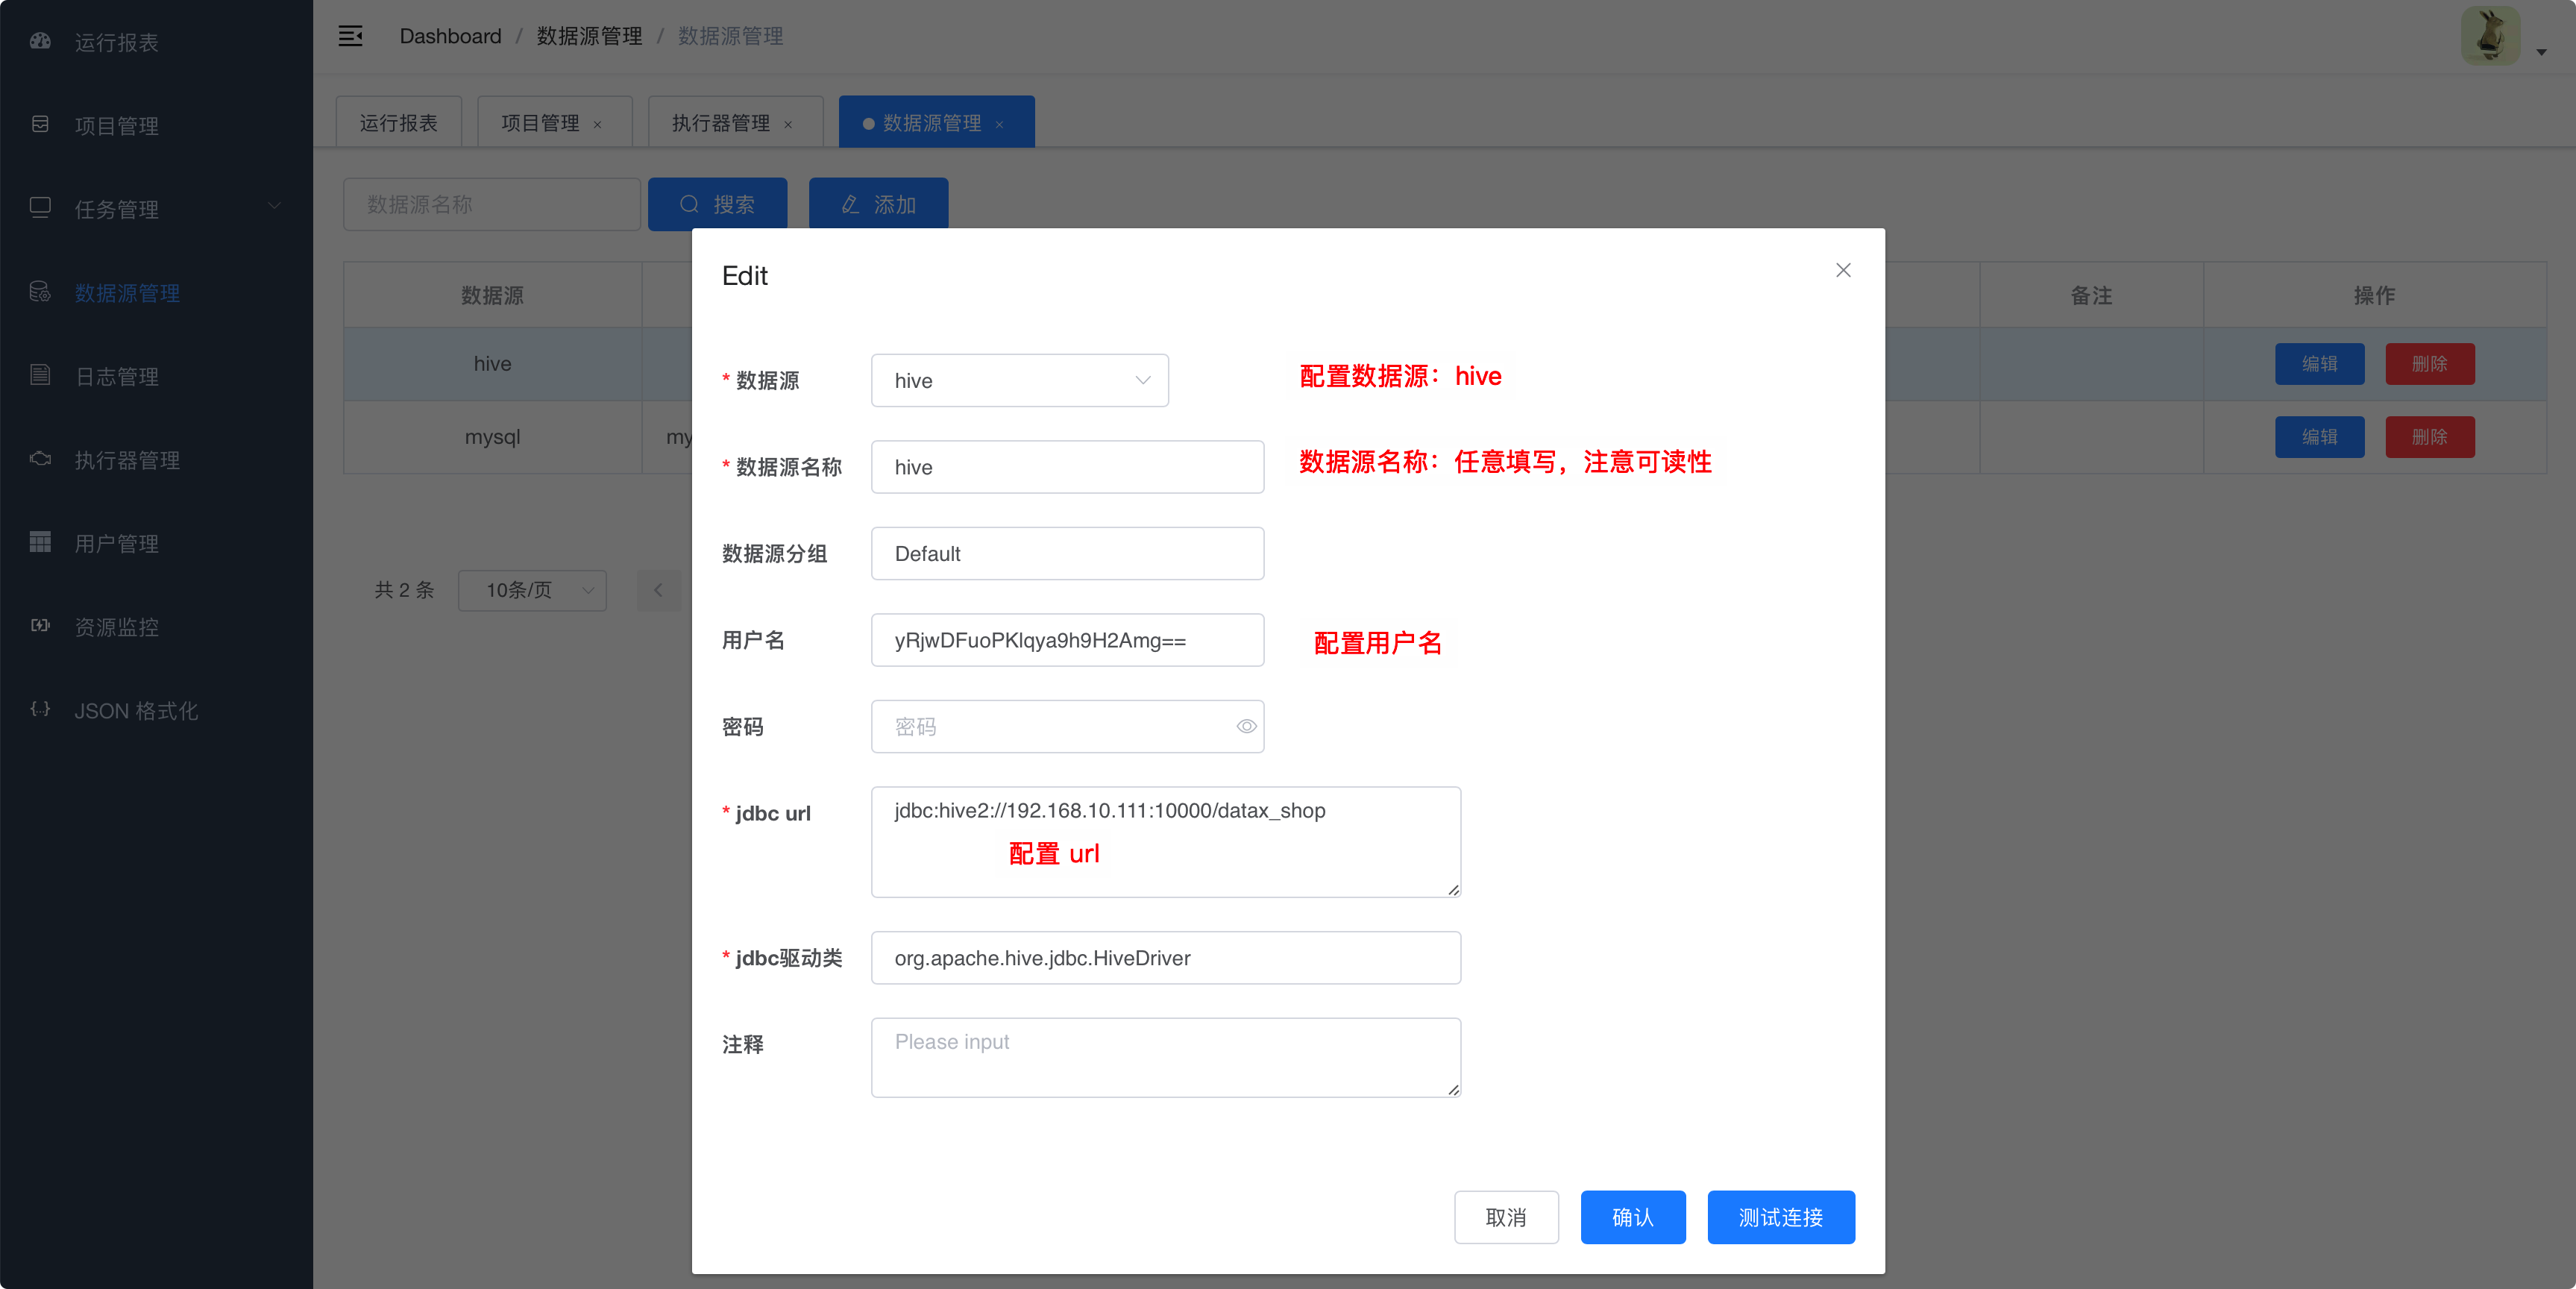 运行报表
项目管理
任务管理
数据源管理
日志管理
执行器管理
用户管理
资源监控
JSON 格式化
Dashboard / 数据源管理 / 数据源管理
运行报表 项目管理 × 执行器管理 × 数据源管理 ×
数据源名称 搜索 添加
数据源 备注 操作
hive 编辑 删除
mysql my 编辑 删除
共 2 条 10条/页
Edit
* 数据源 hive 配置数据源：hive
* 数据源名称 hive 数据源名称：任意填写，注意可读性
数据源分组 Default
用户名 yRjwDFuoPKlqya9h9H2Amg== 配置用户名
密码 密码
* jdbc url jdbc:hive2://192.168.10.111:10000/datax_shop
配置 url
* jdbc驱动类 org.apache.hive.jdbc.HiveDriver
注释 Please input
取消 确认 测试连接